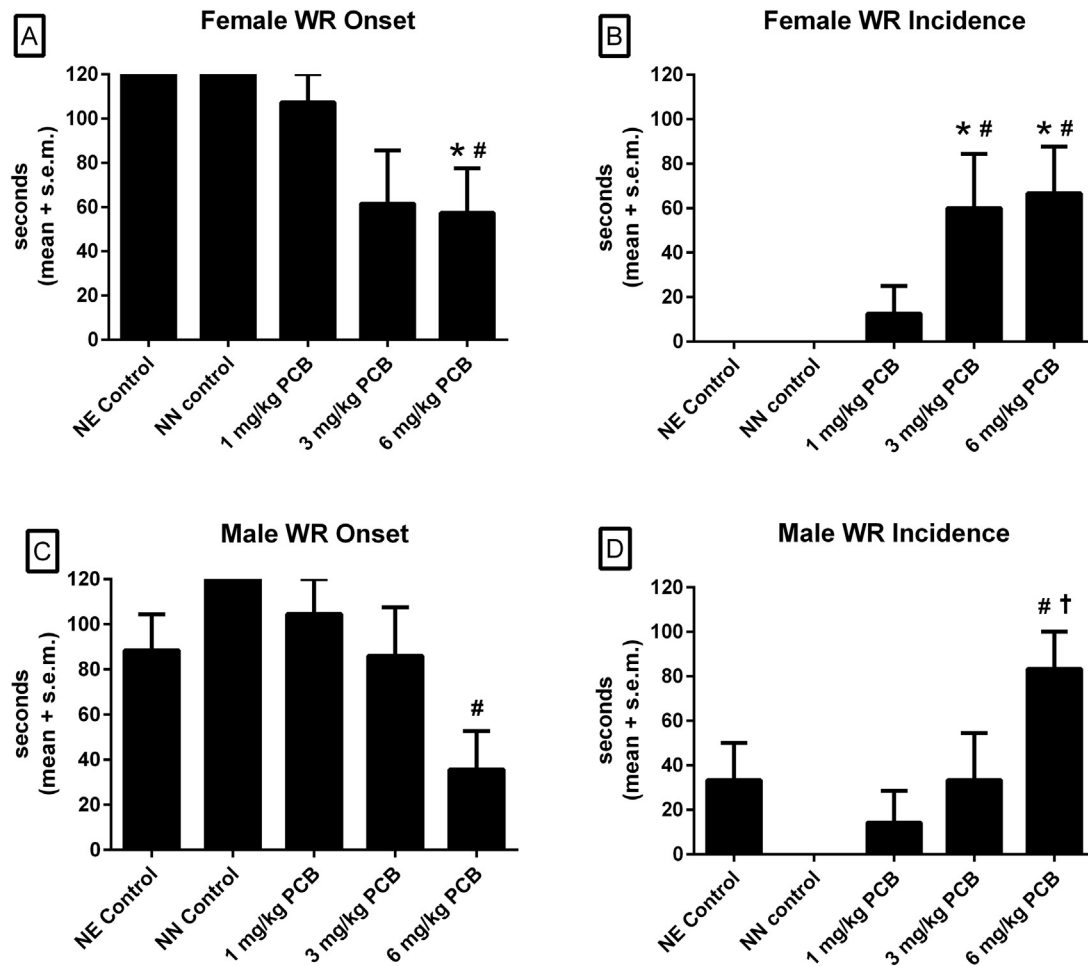 A
Female WR Onset
seconds
(mean + s.e.m.)
120
100
80
60
40
20
0
* #
NE Control
NN control
1 mg/kg PCB
3 mg/kg PCB
6 mg/kg PCB
B
Female WR Incidence
seconds
(mean + s.e.m.)
120
100
80
60
40
20
0
* #
* #
NE Control
NN control
1 mg/kg PCB
3 mg/kg PCB
6 mg/kg PCB
C
Male WR Onset
seconds
(mean + s.e.m.)
120
100
80
60
40
20
0
#
NE Control
NN Control
1 mg/kg PCB
3 mg/kg PCB
6 mg/kg PCB
D
Male WR Incidence
seconds
(mean + s.e.m.)
120
100
80
60
40
20
0
# †
NE Control
NN Control
1 mg/kg PCB
3 mg/kg PCB
6 mg/kg PCB